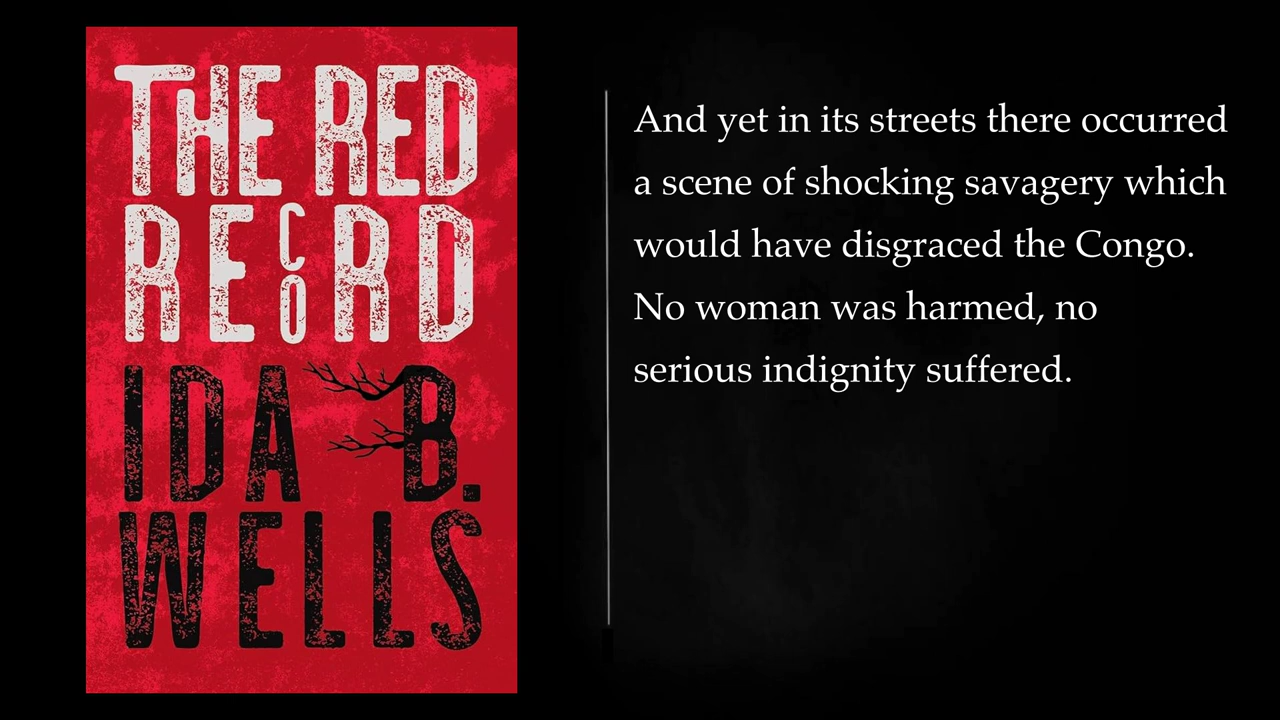 THE RED
RECORD
IDA B.
WELLS
And yet in its streets there occurred
a scene of shocking savagery which
would have disgraced the Congo.
No woman was harmed, no
serious indignity suffered.